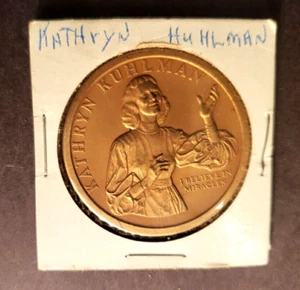 KATHRYN KUHLMAN
KATHRYN KUHLMAN
I BELIEVE IN
MIRACLES